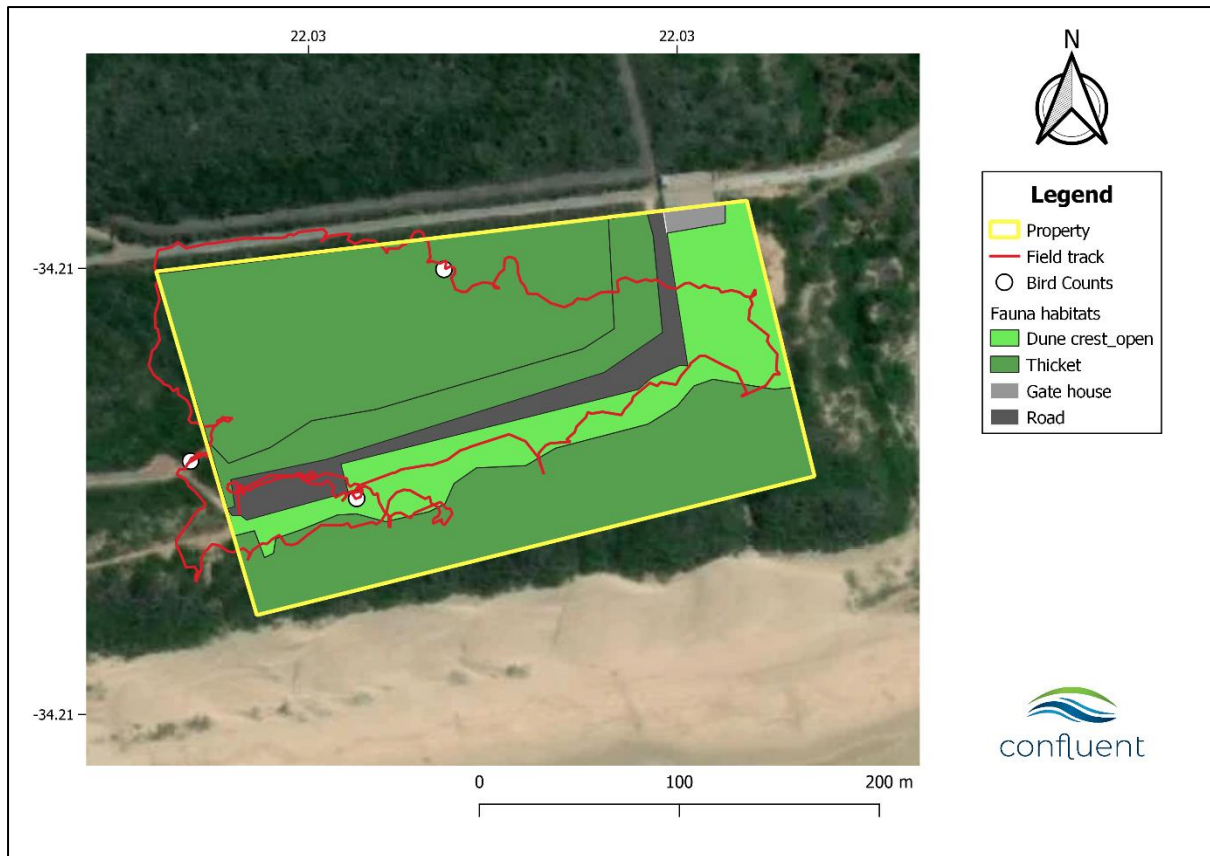 22.03
22.03
N
Legend
Property
Field track
Bird Counts
Fauna habitats
Dune crest_open
Thicket
Gate house
Road
-34.21
-34.21
confluent
0
100
200 m